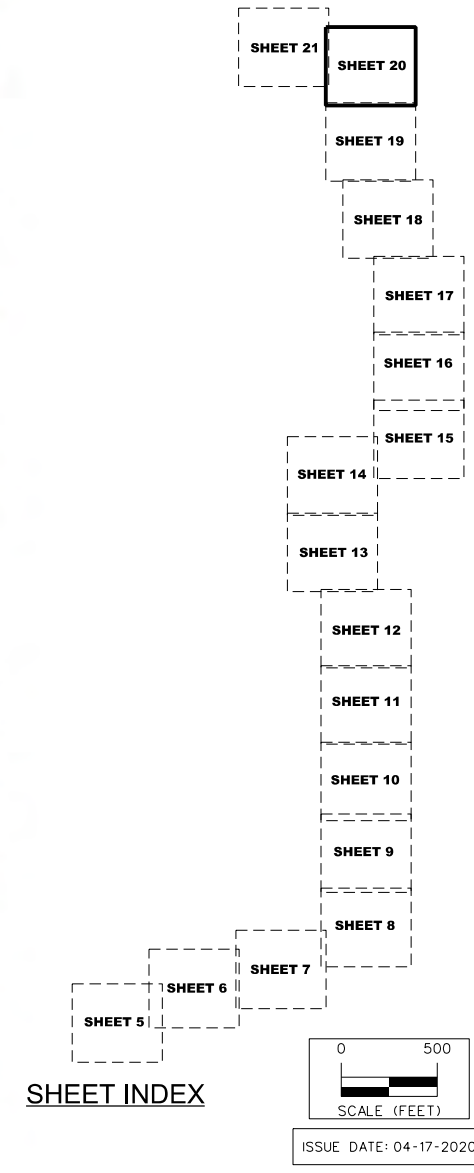 SHEET 21
SHEET 20
SHEET 19
SHEET 18
SHEET 17
SHEET 16
SHEET 15
SHEET 14
SHEET 13
SHEET 12
SHEET 11
SHEET 10
SHEET 9
SHEET 8
SHEET 7
SHEET 6
SHEET 5
SHEET INDEX
0 500
SCALE (FEET)
ISSUE DATE: 04-17-2020